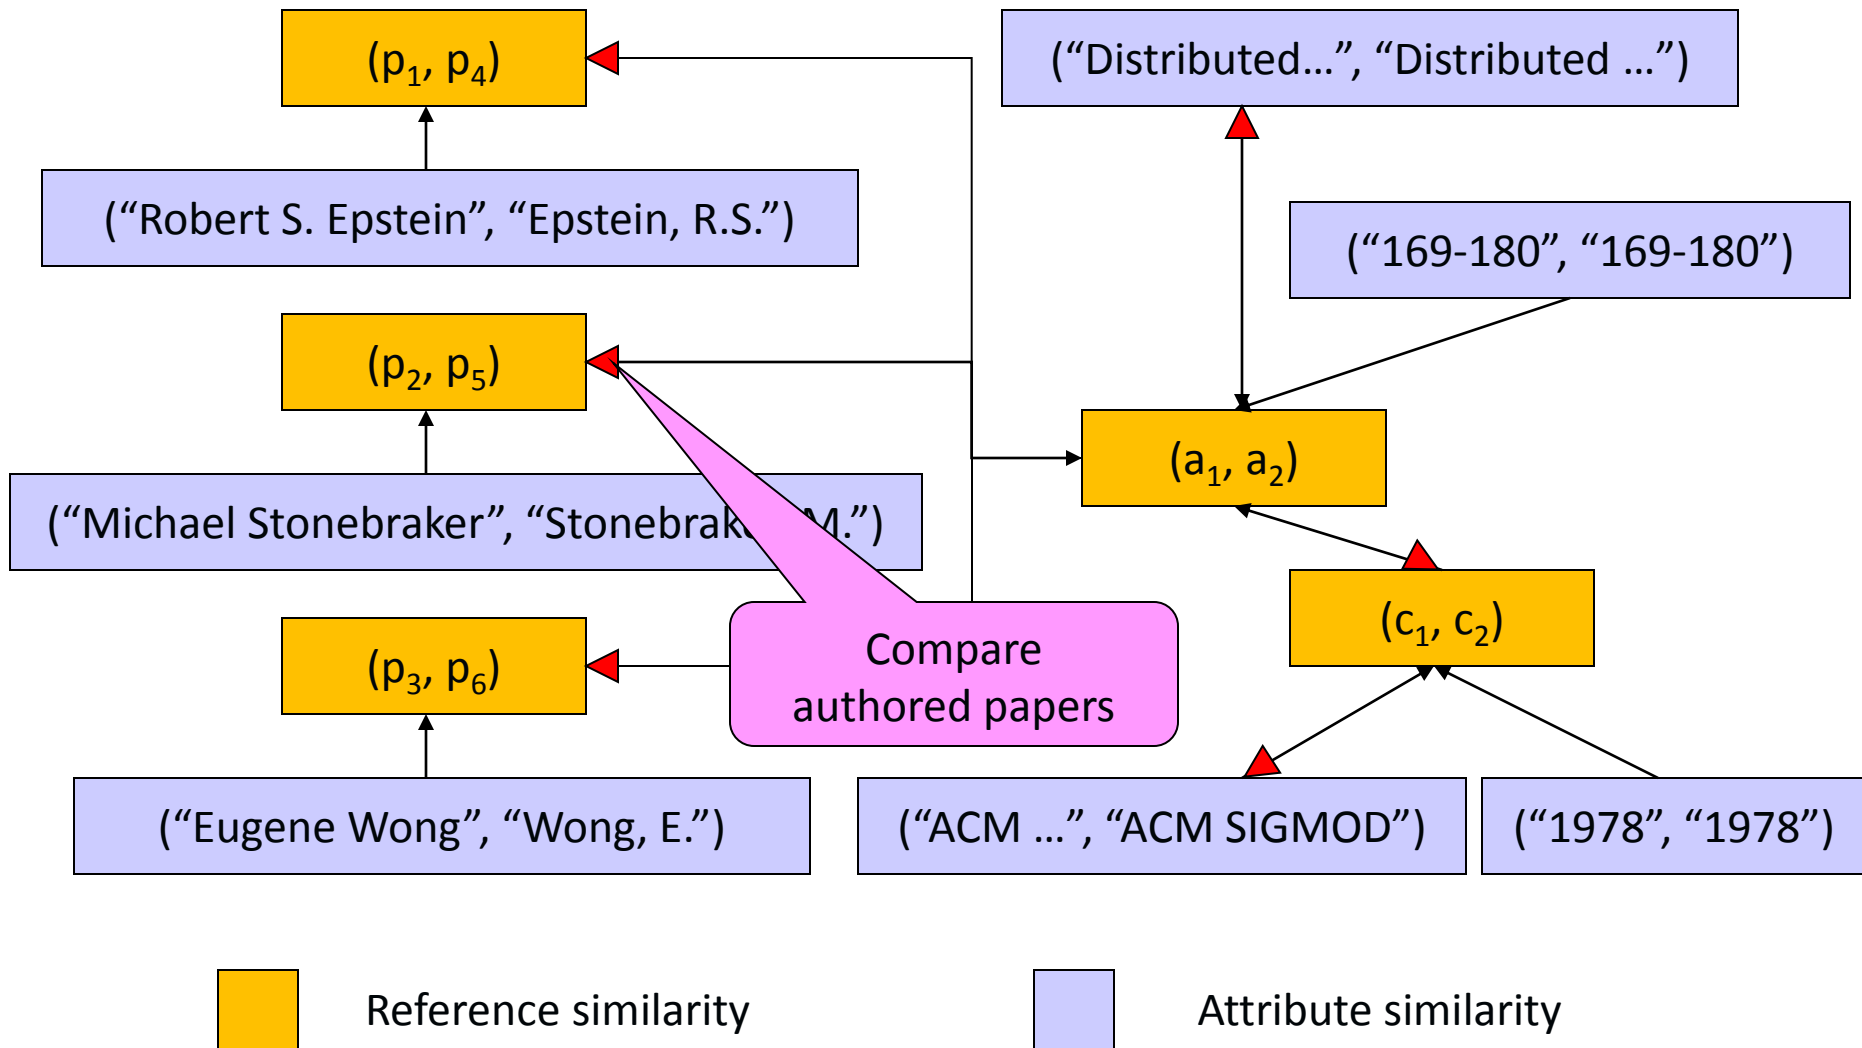 (p₁, p₄)
(“Distributed…”, “Distributed …”)
(“Robert S. Epstein”, “Epstein, R.S.”)
(“169-180”, “169-180”)
(p₂, p₅)
(a₁, a₂)
(“Michael Stonebraker”, “Stonebrak M.”)
(c₁, c₂)
Compare
authored papers
(p₃, p₆)
(“Eugene Wong”, “Wong, E.”)
(“ACM …”, “ACM SIGMOD”)
(“1978”, “1978”)
Reference similarity
Attribute similarity